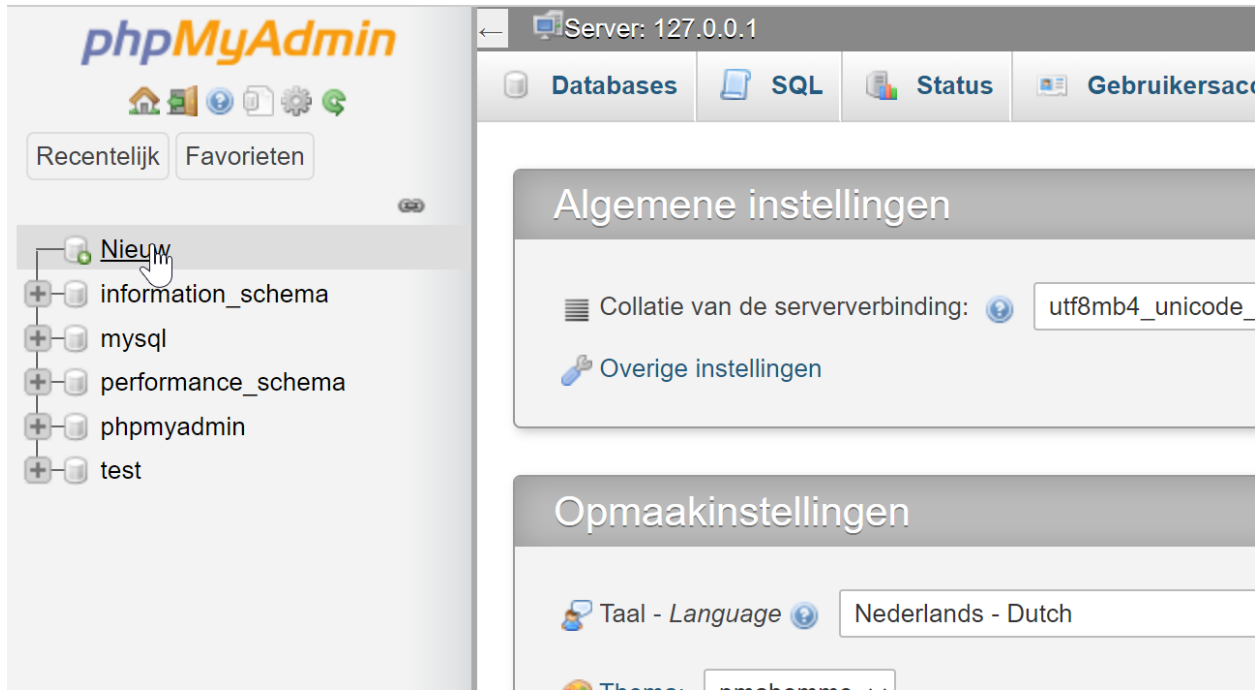 phpMyAdmin
Recentelijk Favorieten
Nieuw
information_schema
mysql
performance_schema
phpmyadmin
test
← Server: 127.0.0.1
Databases SQL Status
Algemene instellingen
Collatie van de serververbinding: utf8mb4_unicode_
Overige instellingen
Opmaakinstellingen
Taal - Language Nederlands - Dutch